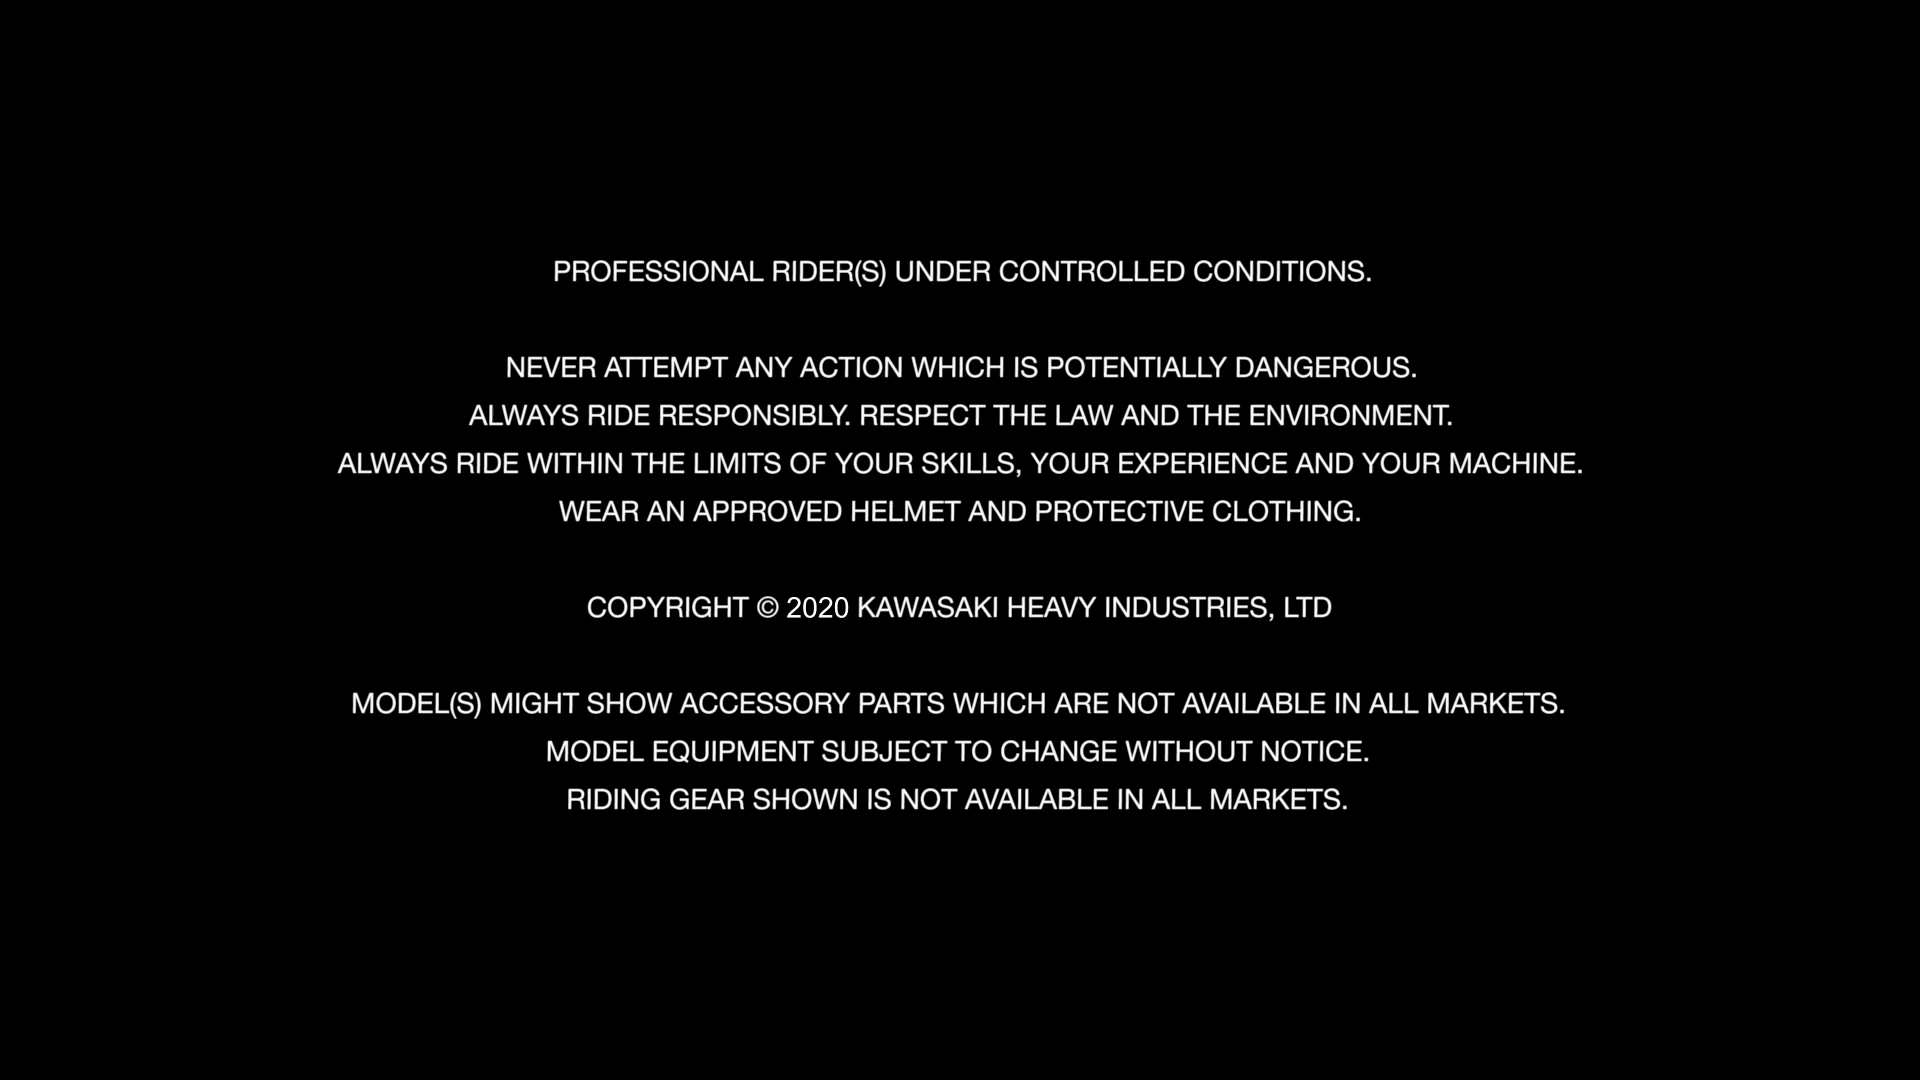 PROFESSIONAL RIDER(S) UNDER CONTROLLED CONDITIONS.
NEVER ATTEMPT ANY ACTION WHICH IS POTENTIALLY DANGEROUS.
ALWAYS RIDE RESPONSIBLY. RESPECT THE LAW AND THE ENVIRONMENT.
ALWAYS RIDE WITHIN THE LIMITS OF YOUR SKILLS, YOUR EXPERIENCE AND YOUR MACHINE.
WEAR AN APPROVED HELMET AND PROTECTIVE CLOTHING.
COPYRIGHT © 2020 KAWASAKI HEAVY INDUSTRIES, LTD
MODEL(S) MIGHT SHOW ACCESSORY PARTS WHICH ARE NOT AVAILABLE IN ALL MARKETS.
MODEL EQUIPMENT SUBJECT TO CHANGE WITHOUT NOTICE.
RIDING GEAR SHOWN IS NOT AVAILABLE IN ALL MARKETS.